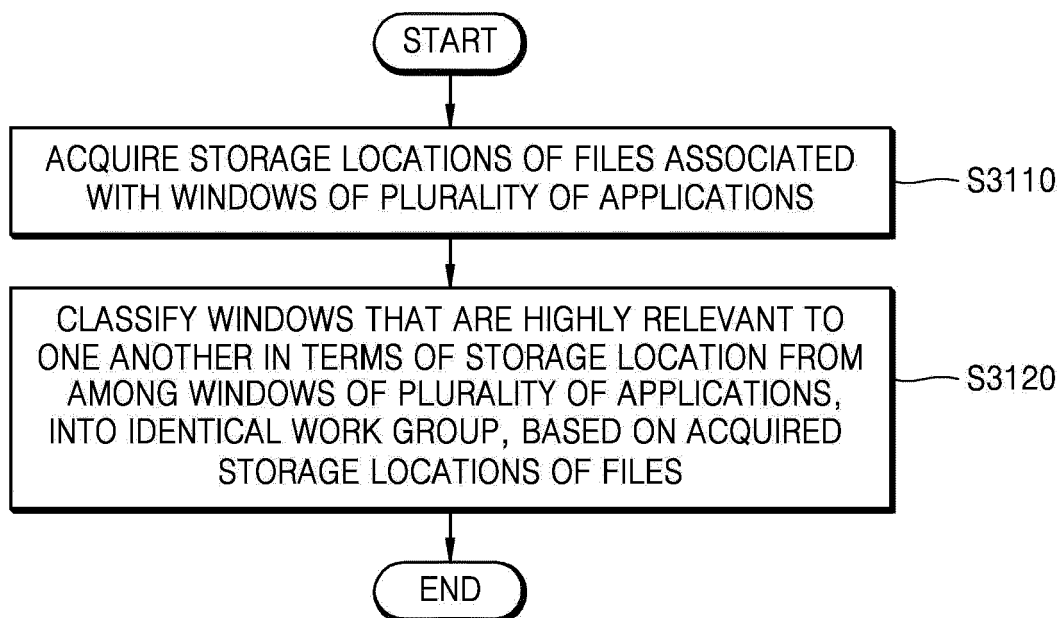 START
ACQUIRE STORAGE LOCATIONS OF FILES ASSOCIATED
WITH WINDOWS OF PLURALITY OF APPLICATIONS
S3110
CLASSIFY WINDOWS THAT ARE HIGHLY RELEVANT TO
ONE ANOTHER IN TERMS OF STORAGE LOCATION FROM
AMONG WINDOWS OF PLURALITY OF APPLICATIONS,
INTO IDENTICAL WORK GROUP, BASED ON ACQUIRED
STORAGE LOCATIONS OF FILES
S3120
END